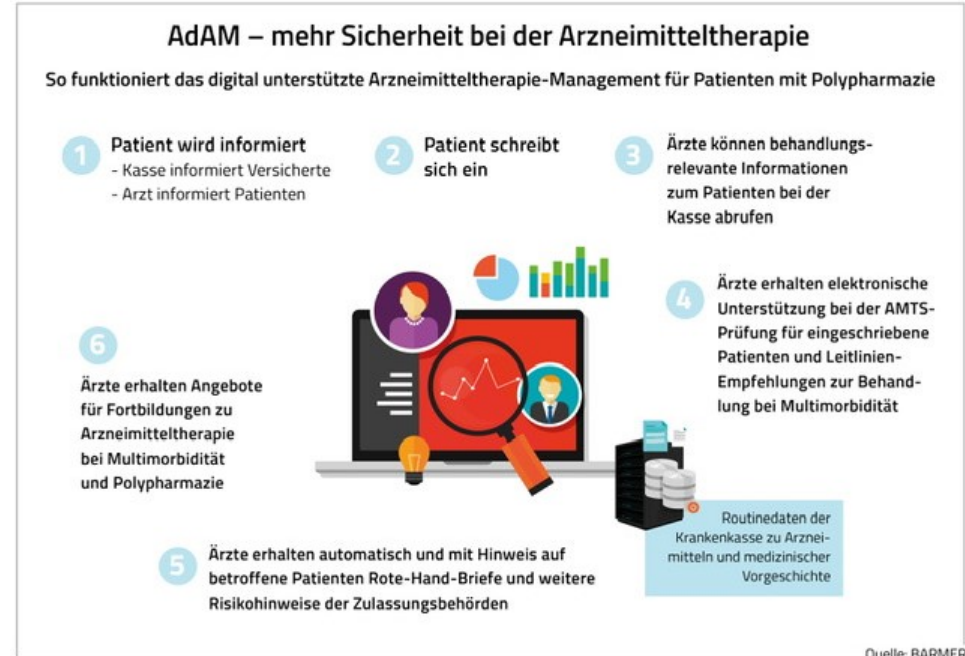 AdAM – mehr Sicherheit bei der Arzneimitteltherapie
So funktioniert das digital unterstützte Arzneimitteltherapie-Management für Patienten mit Polypharmazie
1
Patient wird informiert
- Kasse informiert Versicherte
- Arzt informiert Patienten
2
Patient schreibt
sich ein
3
Ärzte können behandlungs-
relevante Informationen
zum Patienten bei der
Kasse abrufen
4
Ärzte erhalten elektronische
Unterstützung bei der AMTS-
Prüfung für eingeschriebene
Patienten und Leitlinien-
Empfehlungen zur Behand-
lung bei Multimorbidität
Routinedaten der
Krankenkasse zu Arznei-
mitteln und medizinischer
Vorgeschichte
5
Ärzte erhalten automatisch und mit Hinweis auf
betroffene Patienten Rote-Hand-Briefe und weitere
Risikohinweise der Zulassungsbehörden
6
Ärzte erhalten Angebote
für Fortbildungen zu
Arzneimitteltherapie
bei Multimorbidität
und Polypharmazie
Quelle: BARMER